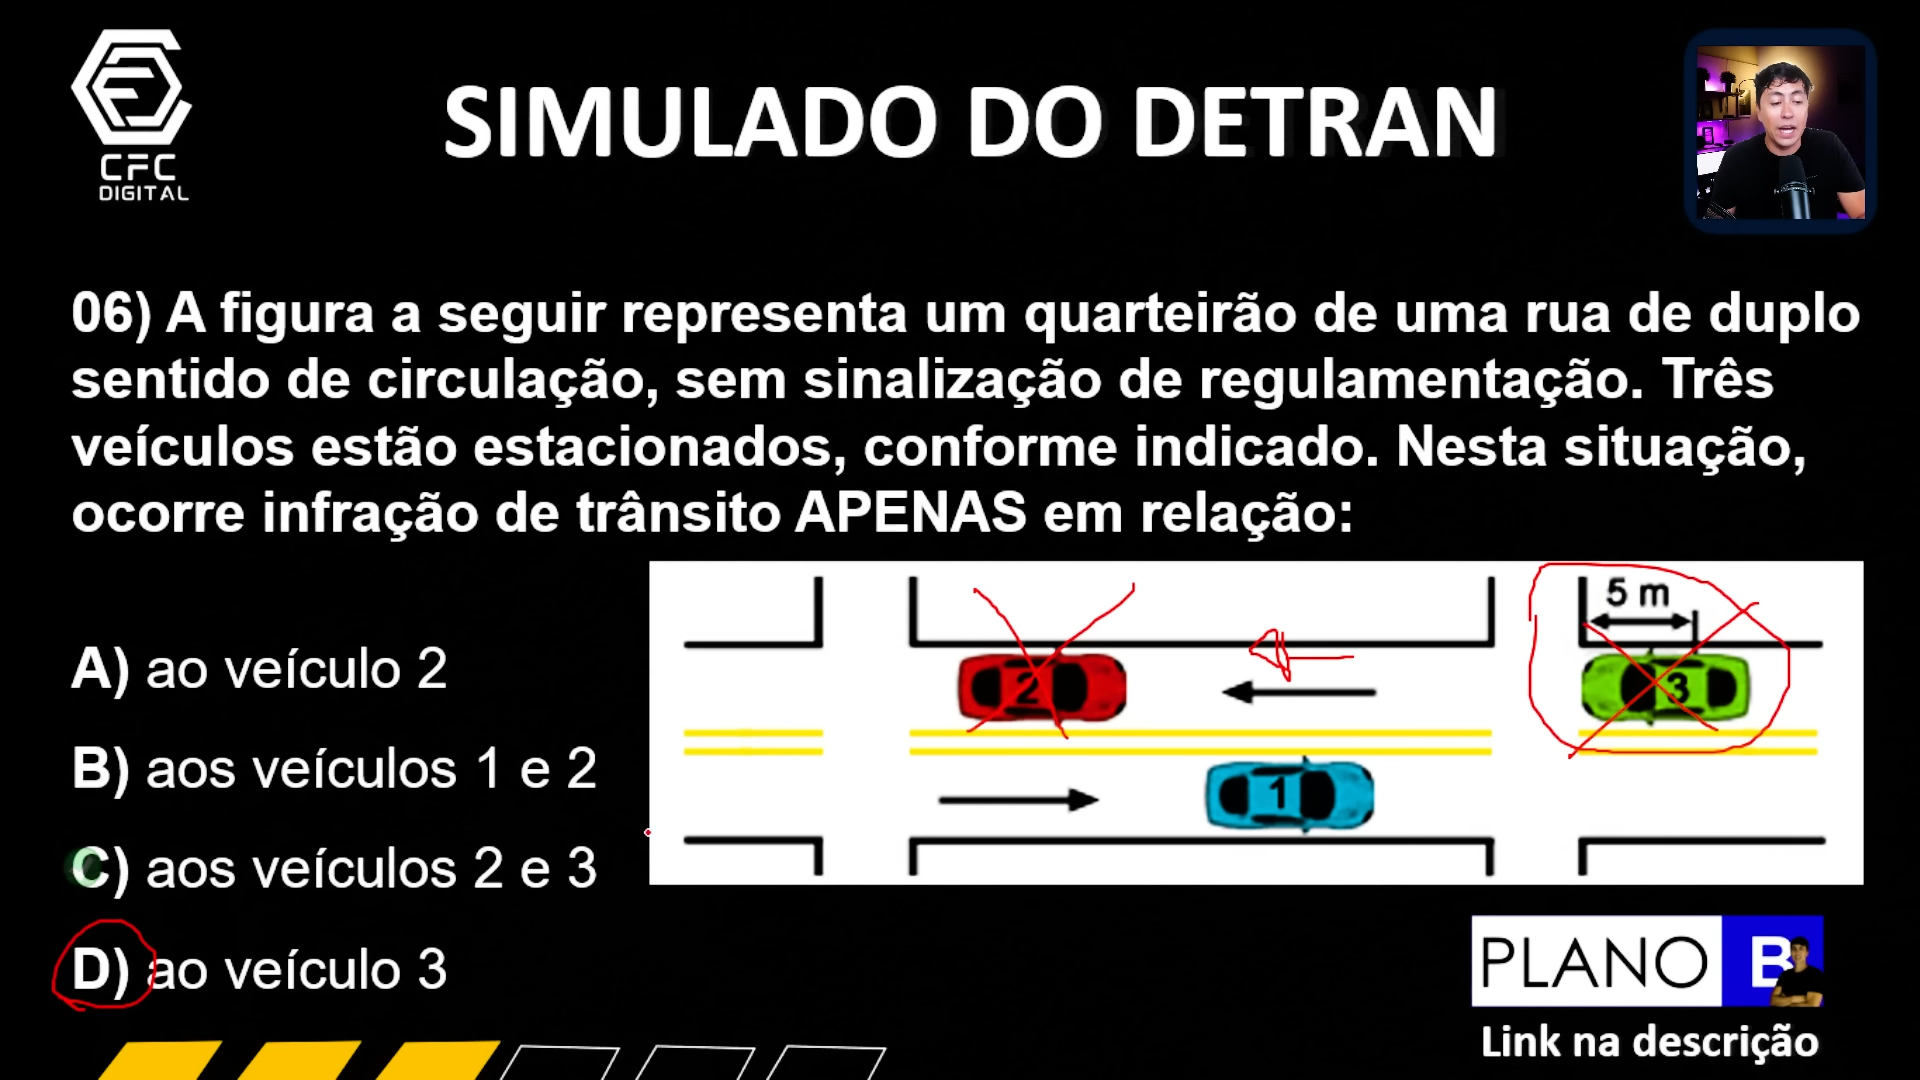 CFC
DIGITAL
SIMULADO DO DETRAN
06) A figura a seguir representa um quarteirão de uma rua de duplo
sentido de circulação, sem sinalização de regulamentação. Três
veículos estão estacionados, conforme indicado. Nesta situação,
ocorre infração de trânsito APENAS em relação:
A) ao veículo 2
B) aos veículos 1 e 2
C) aos veículos 2 e 3
D) ao veículo 3
5 m
2
3
1
PLANO B
Link na descrição